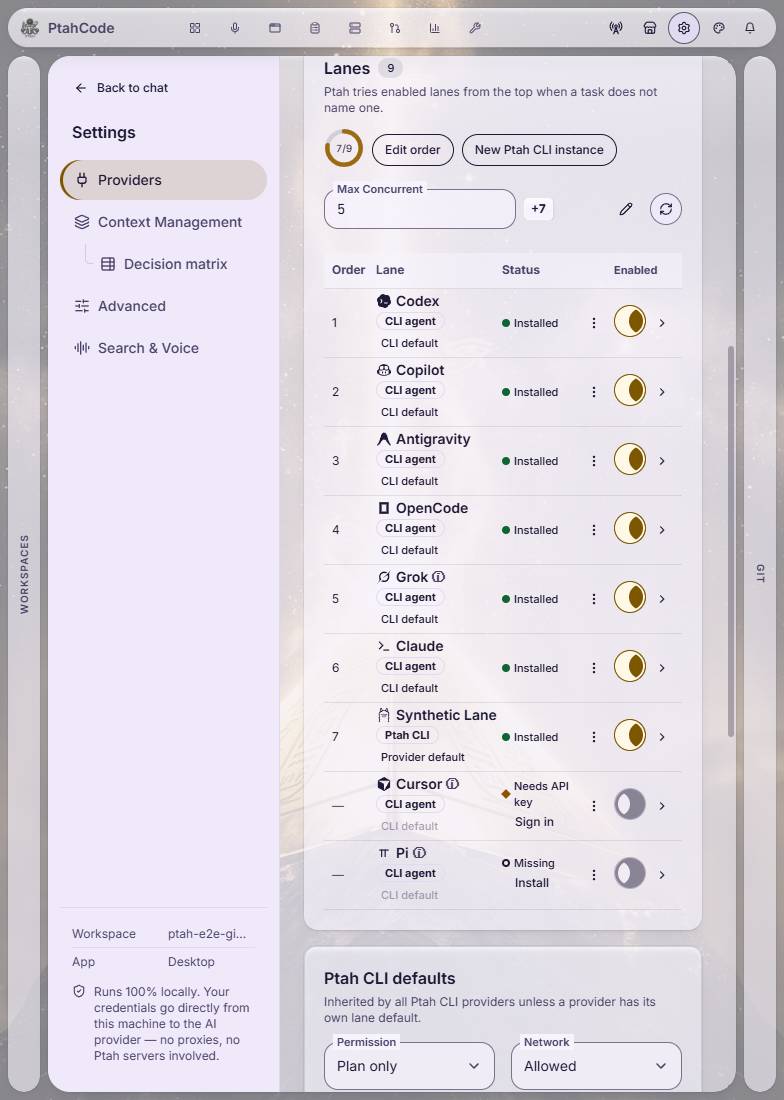 PtahCode
WORKSPACES
Back to chat
Settings
Providers
Context Management
Decision matrix
Advanced
Search & Voice
Workspace ptah-e2e-gi...
App Desktop
Runs 100% locally. Your
credentials go directly from
this machine to the AI
provider — no proxies, no
Ptah servers involved.
Lanes 9
Ptah tries enabled lanes from the top when a task does not
name one.
7/9 Edit order New Ptah CLI instance
Max Concurrent
5 +7
Order Lane Status Enabled
Codex
1 CLI agent Installed
CLI default
Copilot
2 CLI agent Installed
CLI default
Antigravity
3 CLI agent Installed
CLI default
OpenCode
4 CLI agent Installed
CLI default
Grok
5 CLI agent Installed
CLI default
Claude
6 CLI agent Installed
CLI default
Synthetic Lane
7 Ptah CLI Installed
Provider default
Cursor Needs API
— CLI agent key
CLI default Sign in
Pi Missing
— CLI agent Install
CLI default
Ptah CLI defaults
Inherited by all Ptah CLI providers unless a provider has its
own lane default.
Permission Network
Plan only Allowed
GIT